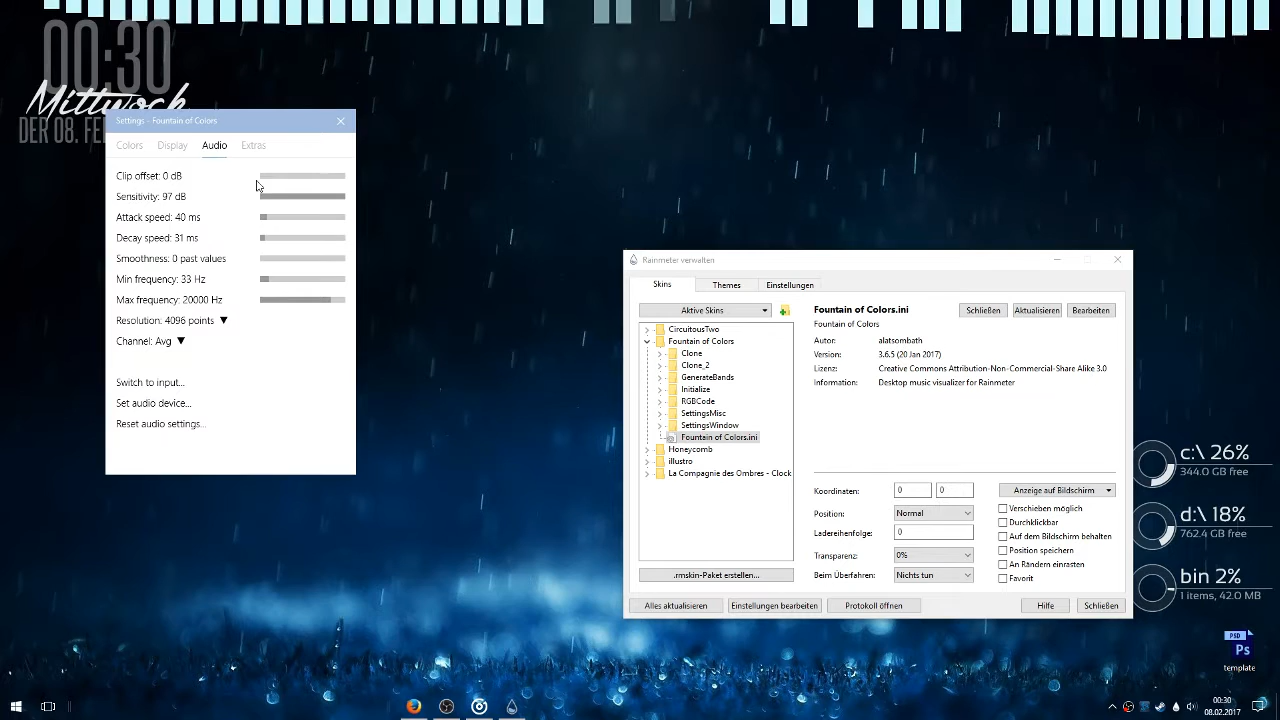 00:30
Mittwoch
DER 08. FE
Settings - Fountain of Colors
Colors Display Audio Extras
Clip offset: 0 dB
Sensitivity: 97 dB
Attack speed: 40 ms
Decay speed: 31 ms
Smoothness: 0 past values
Min frequency: 33 Hz
Max frequency: 20000 Hz
Resolution: 4096 points ▼
Channel: Avg ▼
Switch to input...
Set audio device...
Reset audio settings...
Rainmeter verwalten
Skins Themes Einstellungen
Aktive Skins
CircuitousTwo
Fountain of Colors
Clone
Clone_2
GenerateBands
Initialize
RGBCode
SettingsMisc
SettingsWindow
Fountain of Colors.ini
Honeycomb
illustro
La Compagnie des Ombres - Clock
.rmskin-Paket erstellen...
Fountain of Colors.ini
Schließen Aktualisieren Bearbeiten
Fountain of Colors
Autor: alatsombath
Version: 3.6.5 (20 Jan 2017)
Lizenz: Creative Commons Attribution-Non-Commercial-Share Alike 3.0
Information: Desktop music visualizer for Rainmeter
Koordinaten: 0 0
Position: Normal
Ladereihenfolge: 0
Transparenz: 0%
Beim Überfahren: Nichts tun
Anzeige auf Bildschirm
Verschieben möglich
Durchklickbar
Auf dem Bildschirm behalten
Position speichern
An Rändern einrasten
Favorit
Alles aktualisieren Einstellungen bearbeiten Protokoll öffnen Hilfe Schließen
c:\ 26%
344.0 GB free
d:\ 18%
762.4 GB free
bin 2%
1 items, 42.0 MB
PSD
Ps
template
00:30
08.02.2017